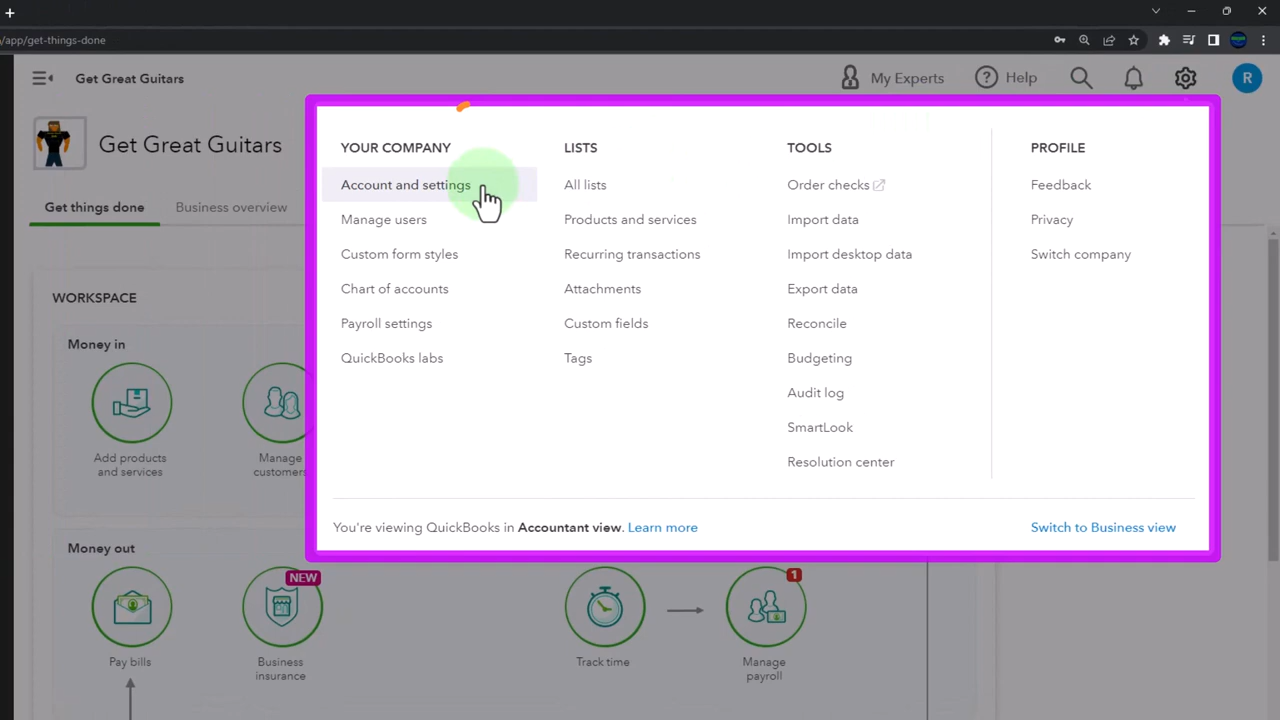 /app/get-things-done
Get Great Guitars
My Experts
Help
R
Get Great Guitars
Get things done
Business overview
YOUR COMPANY
Account and settings
Manage users
Custom form styles
Chart of accounts
Payroll settings
QuickBooks labs
LISTS
All lists
Products and services
Recurring transactions
Attachments
Custom fields
Tags
TOOLS
Order checks
Import data
Import desktop data
Export data
Reconcile
Budgeting
Audit log
SmartLook
Resolution center
PROFILE
Feedback
Privacy
Switch company
You're viewing QuickBooks in Accountant view. Learn more
Switch to Business view
WORKSPACE
Money in
Add products
and services
Manage
customers
Money out
NEW
1
Pay bills
Business
insurance
Track time
Manage
payroll